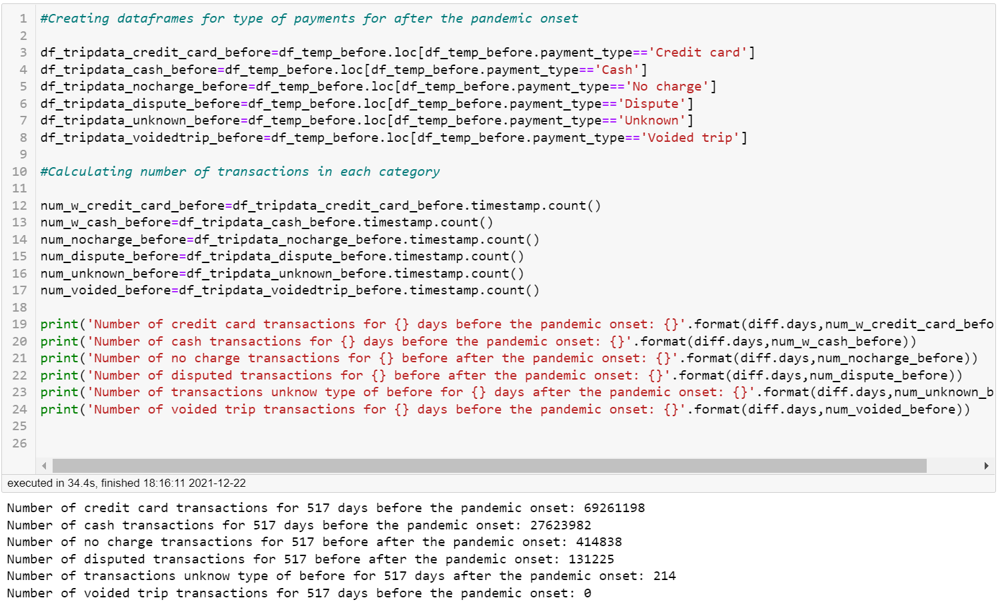 1 #Creating dataframes for type of payments for after the pandemic onset
2
3 df_tripdata_credit_card_before=df_temp_before.loc[df_temp_before.payment_type=='Credit card']
4 df_tripdata_cash_before=df_temp_before.loc[df_temp_before.payment_type=='Cash']
5 df_tripdata_nocharge_before=df_temp_before.loc[df_temp_before.payment_type=='No charge']
6 df_tripdata_dispute_before=df_temp_before.loc[df_temp_before.payment_type=='Dispute']
7 df_tripdata_unknown_before=df_temp_before.loc[df_temp_before.payment_type=='Unknown']
8 df_tripdata_voidedtrip_before=df_temp_before.loc[df_temp_before.payment_type=='Voided trip']
9
10 #Calculating number of transactions in each category
11
12 num_w_credit_card_before=df_tripdata_credit_card_before.timestamp.count()
13 num_w_cash_before=df_tripdata_cash_before.timestamp.count()
14 num_nocharge_before=df_tripdata_nocharge_before.timestamp.count()
15 num_dispute_before=df_tripdata_dispute_before.timestamp.count()
16 num_unknown_before=df_tripdata_unknown_before.timestamp.count()
17 num_voided_before=df_tripdata_voidedtrip_before.timestamp.count()
18
19 print('Number of credit card transactions for {} days before the pandemic onset: {}'.format(diff.days,num_w_credit_card_befo
20 print('Number of cash transactions for {} days before the pandemic onset: {}'.format(diff.days,num_w_cash_before))
21 print('Number of no charge transactions for {} before after the pandemic onset: {}'.format(diff.days,num_nocharge_before))
22 print('Number of disputed transactions for {} before after the pandemic onset: {}'.format(diff.days,num_dispute_before))
23 print('Number of transactions unknow type of before for {} days after the pandemic onset: {}'.format(diff.days,num_unknown_b
24 print('Number of voided trip transactions for {} days before the pandemic onset: {}'.format(diff.days,num_voided_before))
25
26
executed in 34.4s, finished 18:16:11 2021-12-22
Number of credit card transactions for 517 days before the pandemic onset: 69261198
Number of cash transactions for 517 days before the pandemic onset: 27623982
Number of no charge transactions for 517 before after the pandemic onset: 414838
Number of disputed transactions for 517 before after the pandemic onset: 131225
Number of transactions unknow type of before for 517 days after the pandemic onset: 214
Number of voided trip transactions for 517 days before the pandemic onset: 0